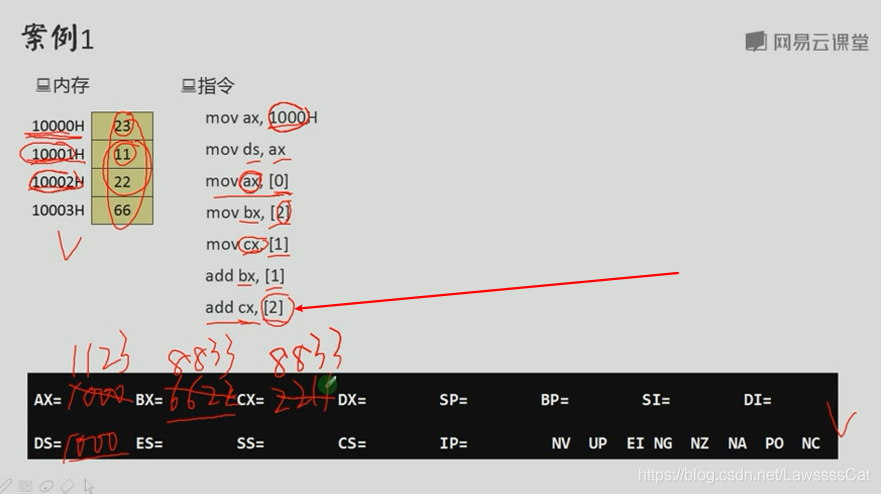 案例1
网易云课堂
内存
指令
10000H 23
10001H 11
10002H 22
10003H 66
mov ax, 1000H
mov ds, ax
mov ax, [0]
mov bx, [2]
mov cx, [1]
add bx, [1]
add cx, [2]
1123 8833 8833
AX= 1000 BX= 6622 CX= 2211 DX= SP= BP= SI= DI=
DS= 1000 ES= SS= CS= IP= NV UP EI NG NZ NA PO NC
https://blog.csdn.net/LawssssCat